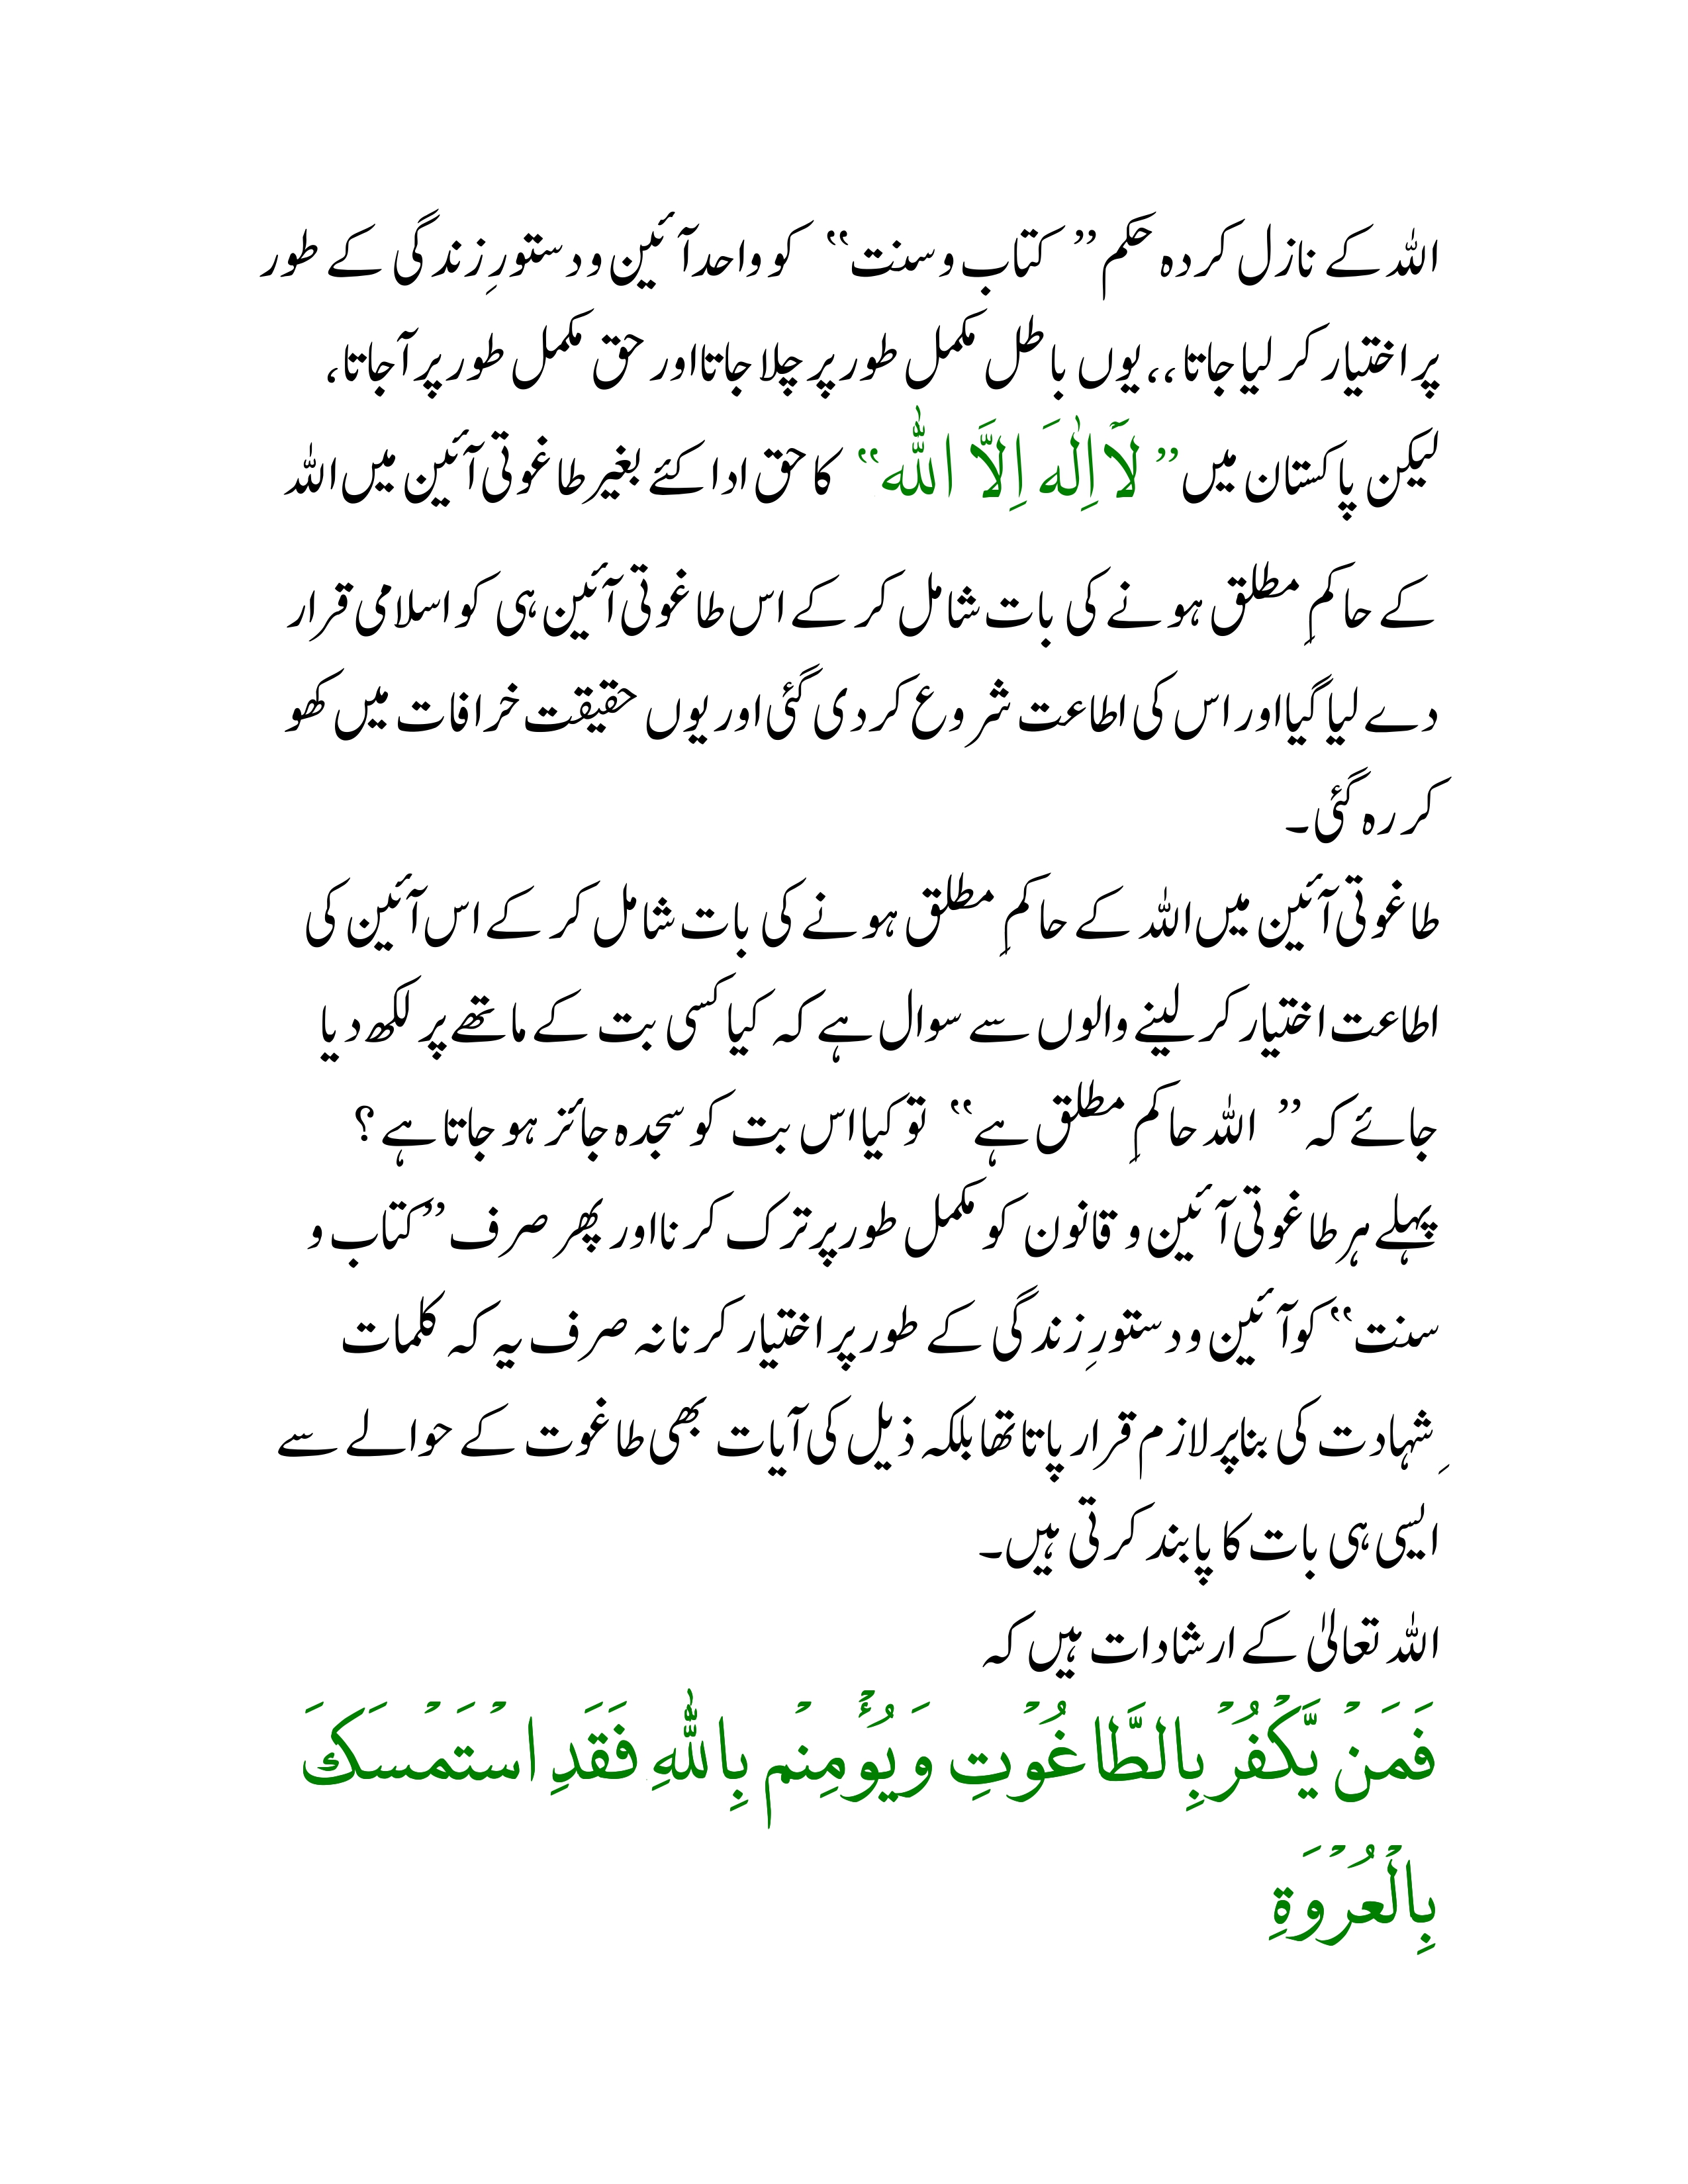 اللہ کے نازل کردہ حکم ’’ کتاب و سنت‘‘ کو واحد آئین و دستورِ زندگی کے طور
پر اختیار کر لیا جاتا ،،یوں باطل مکمل طور پر چلا جاتا اور حق مکمل طور پر آجاتا،
لیکن پاکستان میں’’ لَآ اِلٰہَ اِلَّا اللّٰہ‘‘ کا حق ادا کئے بغیر طاغوتی آئین میں اللہ
کے حاکمِ مطلق ہونے کی بات شامل کر کے اس طاغوتی آئین ہی کو اسلامی قرار
دے لیا گیا اور اس کی اطاعت شروع کر دی گئی اور یوں حقیقت خرافات میں کھو
کر رہ گئی۔
طاغوتی آئین میں اللہ کے حاکمِ مطلق ہونے کی بات شامل کر کے اس آئین کی
اطاعت اختیار کر لینے والوں سے سوال ہے کہ کیا کسی بت کے ماتھے پر لکھ دیا
جائے کہ ’’ اللہ حاکمِ مطلق ہے‘‘ تو کیا اس بت کو سجدہ جائز ہو جاتا ہے ؟
پہلے ہر طاغوتی آئین و قانون کو مکمل طور پر ترک کرنا اور پھر صرف ’’کتاب و
سنت‘‘ کو آئین و دستورِ زندگی کے طور پر اختیار کرنا نہ صرف یہ کہ کلمات
ِشہادت کی بنا پر لازم قرار پاتا تھا بلکہ ذیل کی آیات بھی طاغوت کے حوالے سے
ایسی ہی بات کا پابند کرتی ہیں۔
اللہ تعالیٰ کے ارشادات ہیں کہ
فَمَنْ یَّکْفُرْ بِالطَّاغُوْتِ وَیُؤْمِنْم بِاللّٰہِ فَقَدِ اسْتَمْسَکَ
بِالْعُرْوَۃِ